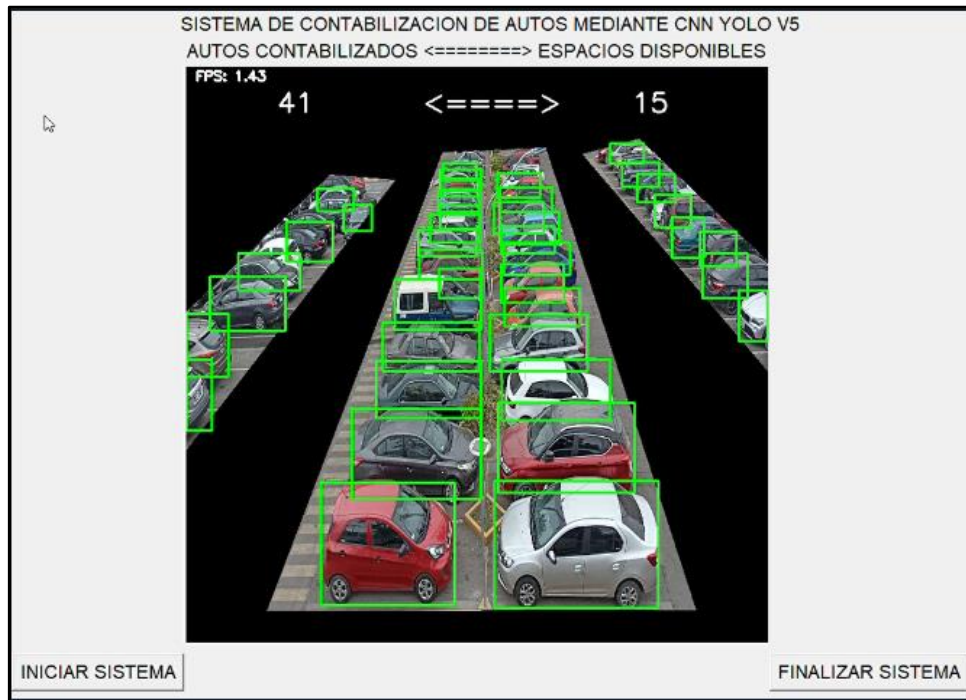 SISTEMA DE CONTABILIZACION DE AUTOS MEDIANTE CNN YOLO V5
AUTOS CONTABILIZADOS <========> ESPACIOS DISPONIBLES
FPS: 1.43
41 <====> 15
INICIAR SISTEMA
FINALIZAR SISTEMA